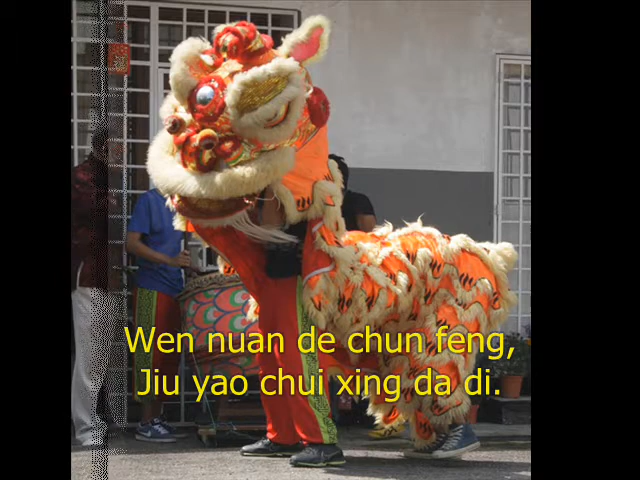 Wen nuan de chun feng,
Jiu yao chui xing da di.